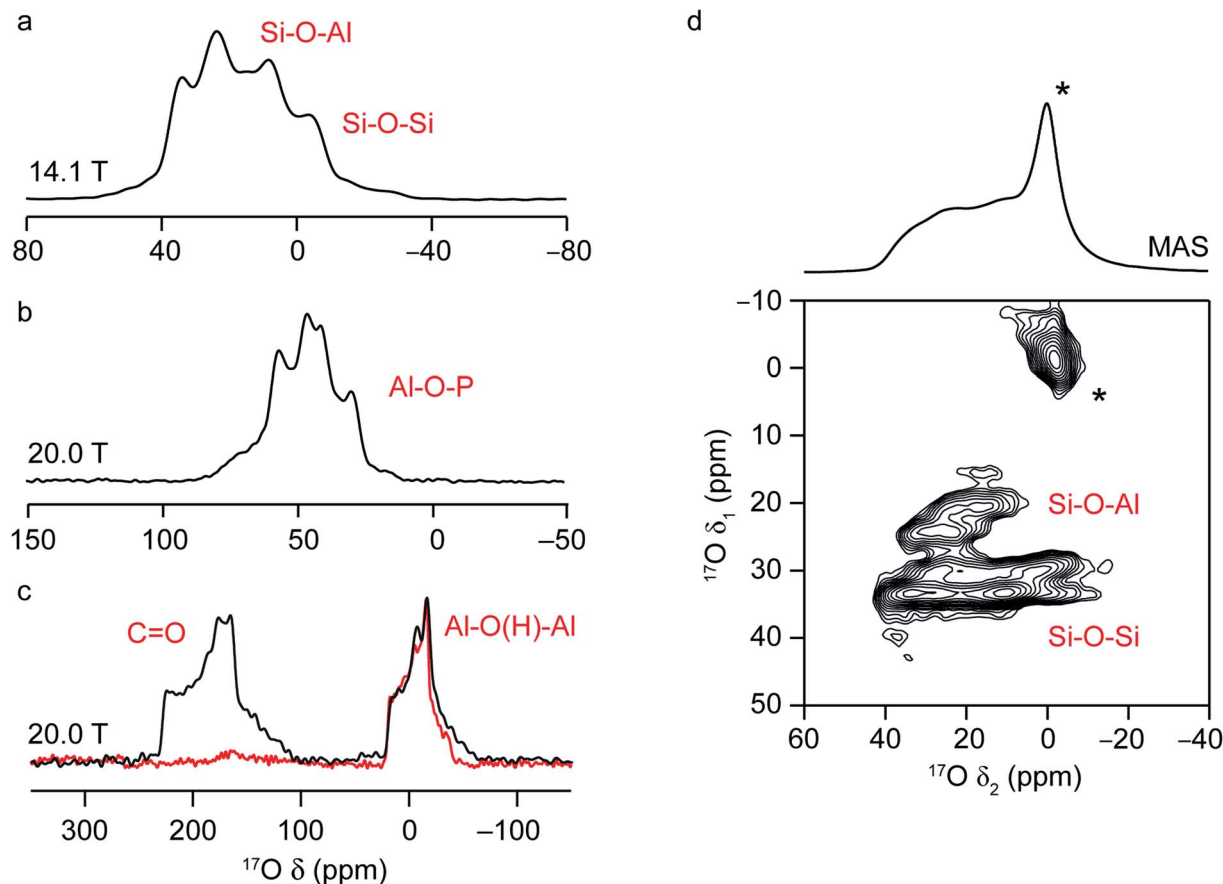 a
Si-O-Al
Si-O-Si
14.1 T
80 40 0 −40 −80
b
Al-O-P
20.0 T
150 100 50 0 −50
c
C=O
Al-O(H)-Al
20.0 T
300 200 100 0 −100
¹⁷O δ (ppm)
d
*
MAS
−10
0
*
10
Si-O-Al
20
30
Si-O-Si
40
50
¹⁷O δ₁ (ppm)
60 40 20 0 −20 −40
¹⁷O δ₂ (ppm)